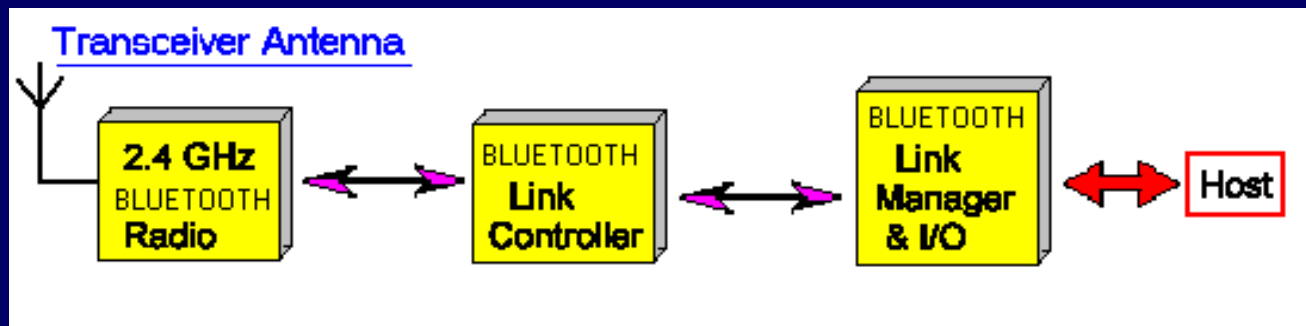 Transceiver Antenna
2.4 GHz
BLUETOOTH
Radio
BLUETOOTH
Link
Controller
BLUETOOTH
Link
Manager
& I/O
Host